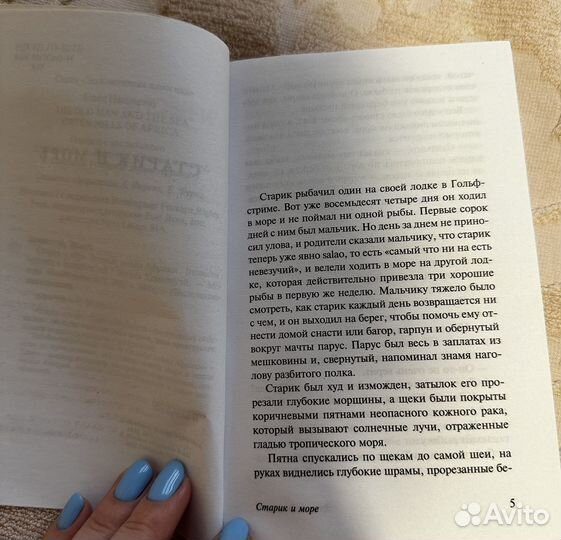 Старик рыбачил один на своей лодке в Гольф-
стриме. Вот уже восемьдесят четыре дня он ходил
в море и не поймал ни одной рыбы. Первые сорок
дней с ним был мальчик. Но день за днем не прино-
сил улова, и родители сказали мальчику, что старик
теперь уже явно salao, то есть «самый что ни на есть
невезучий», и велели ходить в море на другой лод-
ке, которая действительно привезла три хорошие
рыбы в первую же неделю. Мальчику тяжело было
смотреть, как старик каждый день возвращается ни
с чем, и он выходил на берег, чтобы помочь ему от-
нести домой снасти или багор, гарпун и обернутый
вокруг мачты парус. Парус был весь в заплатах из
мешковины и, свернутый, напоминал знамя наго-
лову разбитого полка.
Старик был худ и изможден, затылок его про-
резали глубокие морщины, а щеки были покрыты
коричневыми пятнами неопасного кожного рака,
который вызывают солнечные лучи, отраженные
гладью тропического моря.
Пятна спускались по щекам до самой шеи, на
руках виднелись глубокие шрамы, прорезанные бе-
Старик и море
5
Avito